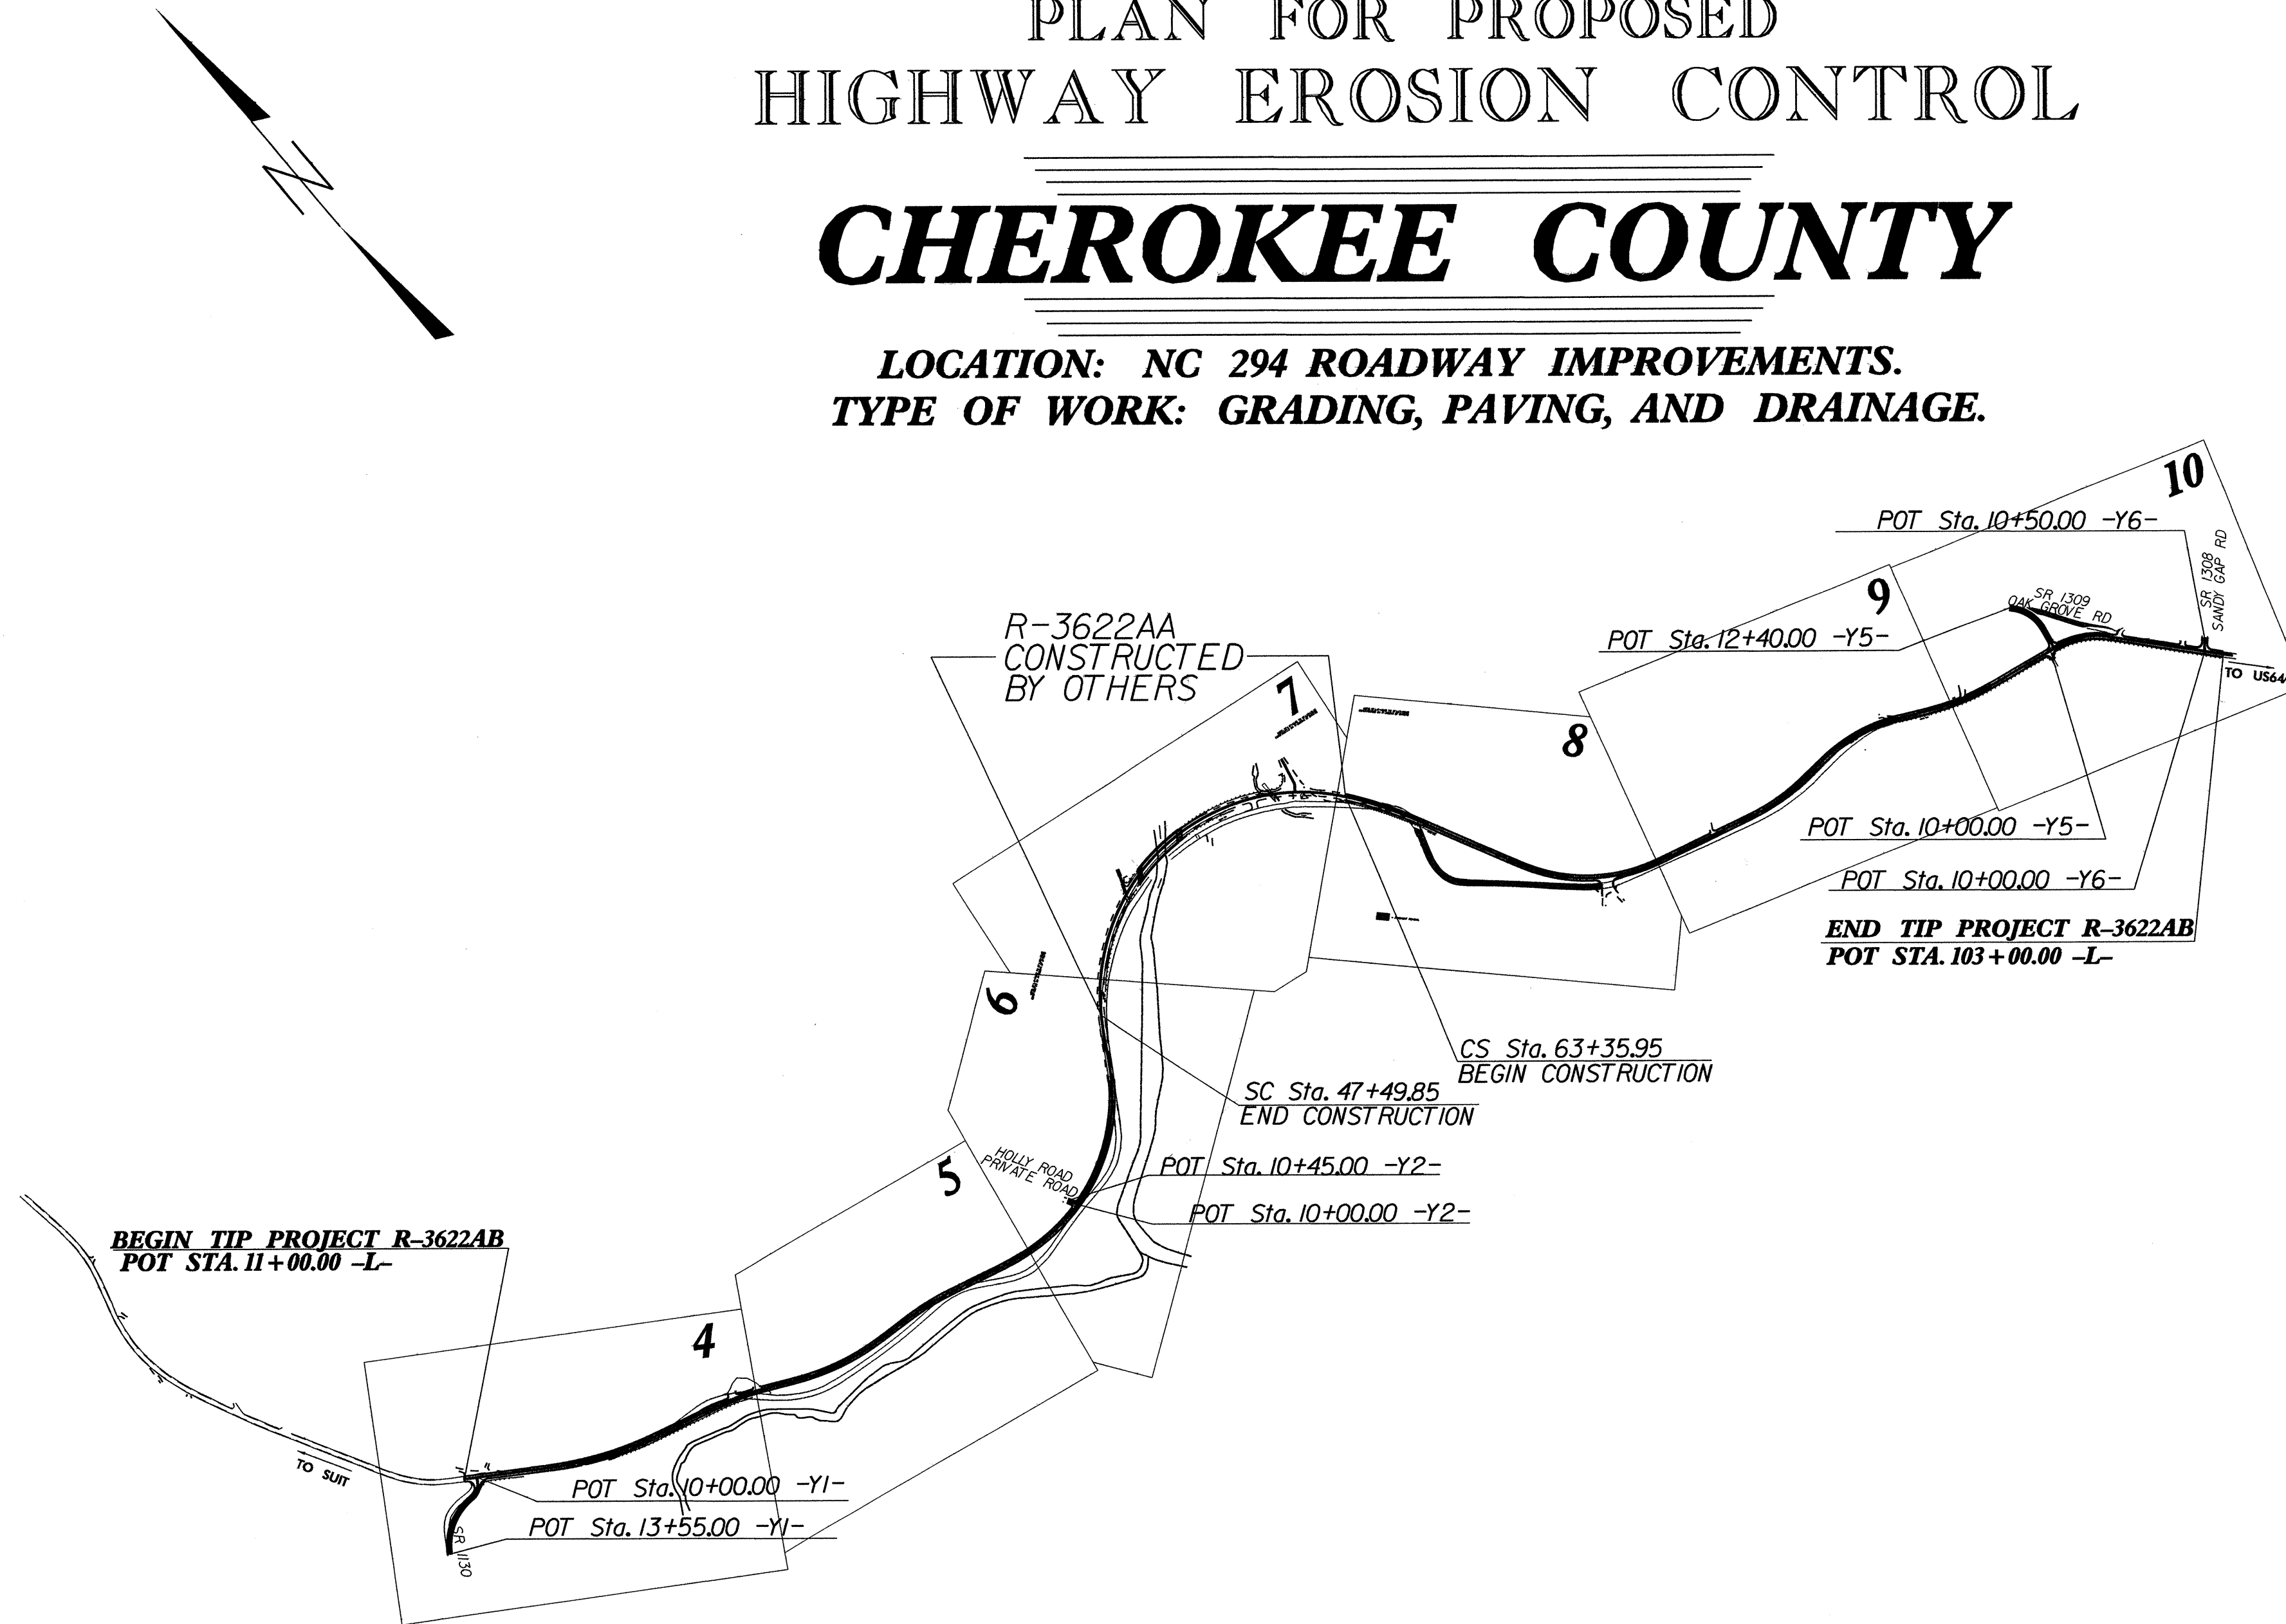 PLAN FOR PROPOSED
HIGHWAY EROSION CONTROL
CHEROKEE COUNTY
LOCATION: NC 294 ROADWAY IMPROVEMENTS.
TYPE OF WORK: GRADING, PAVING, AND DRAINAGE.
N
10
POT Sta. 10+50.00 -Y6-
SR 1308
SANDY GAP RD
9
SR 1309
OAK GROVE RD
POT Sta. 12+40.00 -Y5-
R-3622AA
CONSTRUCTED
BY OTHERS
TO US64
7
8
POT Sta. 10+00.00 -Y5-
POT Sta. 10+00.00 -Y6-
END TIP PROJECT R-3622AB
POT STA. 103+00.00 -L-
6
CS Sta. 63+35.95
BEGIN CONSTRUCTION
SC Sta. 47+49.85
END CONSTRUCTION
5
HOLLY ROAD
PRIVATE ROAD
POT Sta. 10+45.00 -Y2-
POT Sta. 10+00.00 -Y2-
BEGIN TIP PROJECT R-3622AB
POT STA. 11+00.00 -L-
4
TO SUIT
POT Sta. 10+00.00 -Y1-
POT Sta. 13+55.00 -Y1-
SR 1130